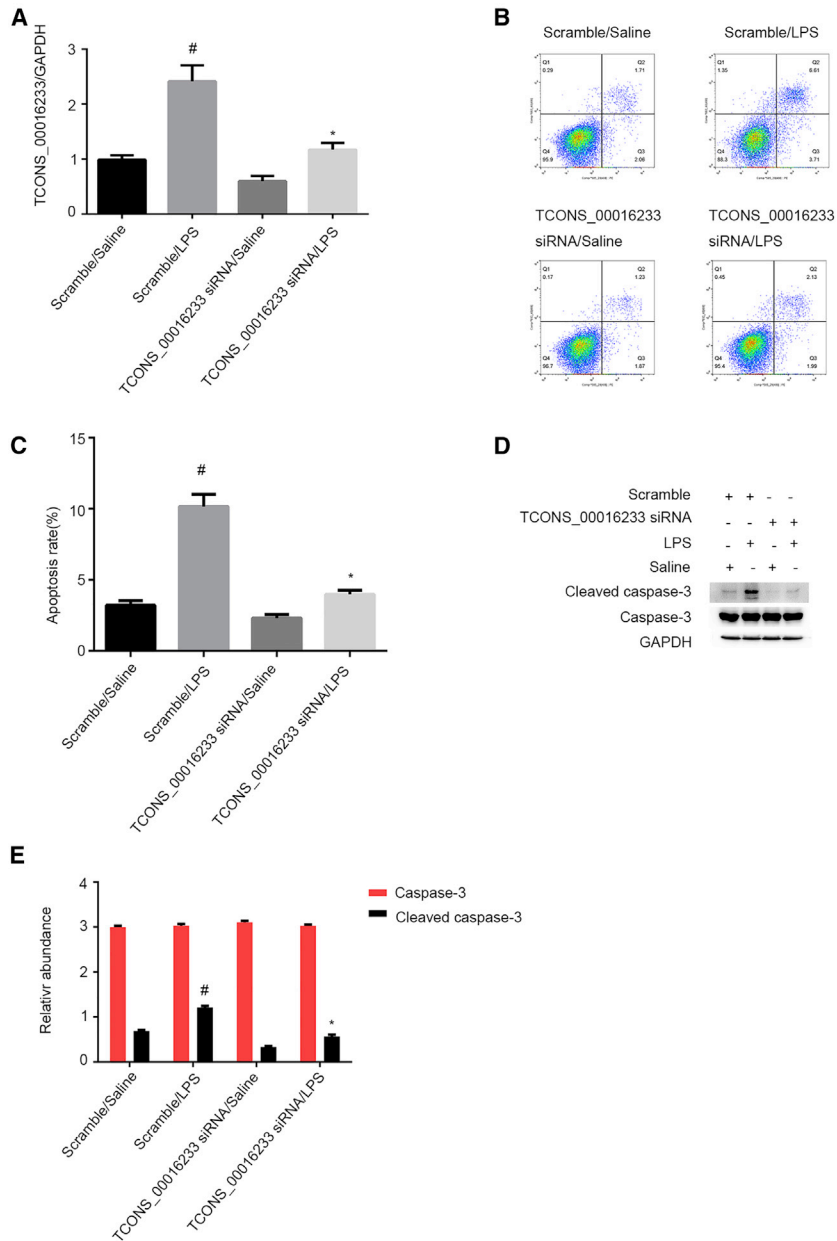 A
TCONS_00016233/GAPDH
3
2
1
0
#
*
Scramble/Saline
Scramble/LPS
TCONS_00016233 siRNA/Saline
TCONS_00016233 siRNA/LPS
B
Scramble/Saline
Q1
0.29
Q2
1.71
Q4
95.9
Q3
2.06
Scramble/LPS
Q1
1.35
Q2
6.61
Q4
88.3
Q3
3.71
TCONS_00016233
siRNA/Saline
Q1
0.17
Q2
1.23
Q4
96.7
Q3
1.87
TCONS_00016233
siRNA/LPS
Q1
0.45
Q2
2.13
Q4
95.4
Q3
1.99
C
Apoptosis rate(%)
15
10
5
0
#
*
Scramble/Saline
Scramble/LPS
TCONS_00016233 siRNA/Saline
TCONS_00016233 siRNA/LPS
D
Scramble + + - -
TCONS_00016233 siRNA - - + +
LPS - + - +
Saline + - + -
Cleaved caspase-3
Caspase-3
GAPDH
E
Relativr abundance
4
3
2
1
0
#
*
Caspase-3
Cleaved caspase-3
Scramble/Saline
Scramble/LPS
TCONS_00016233 siRNA/Saline
TCONS_00016233 siRNA/LPS